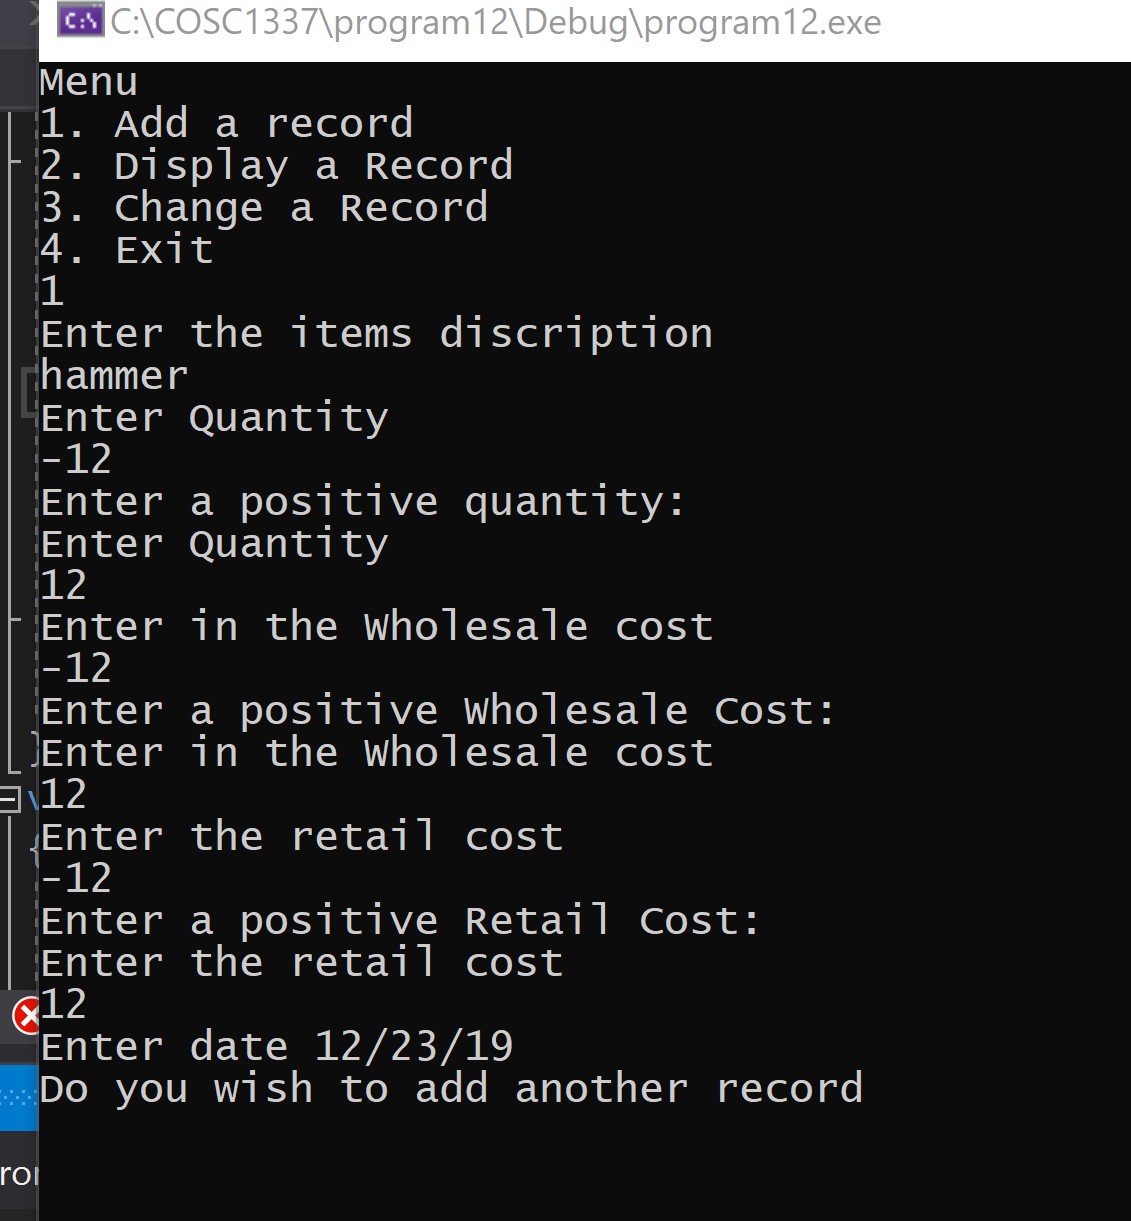 C:\COSC1337\program12\Debug\program12.exe
Menu
1. Add a record
2. Display a Record
3. Change a Record
4. Exit
1
Enter the items discription
hammer
Enter Quantity
-12
Enter a positive quantity:
Enter Quantity
12
Enter in the Wholesale cost
-12
Enter a positive Wholesale Cost:
Enter in the Wholesale cost
12
Enter the retail cost
-12
Enter a positive Retail Cost:
Enter the retail cost
12
Enter date 12/23/19
Do you wish to add another record